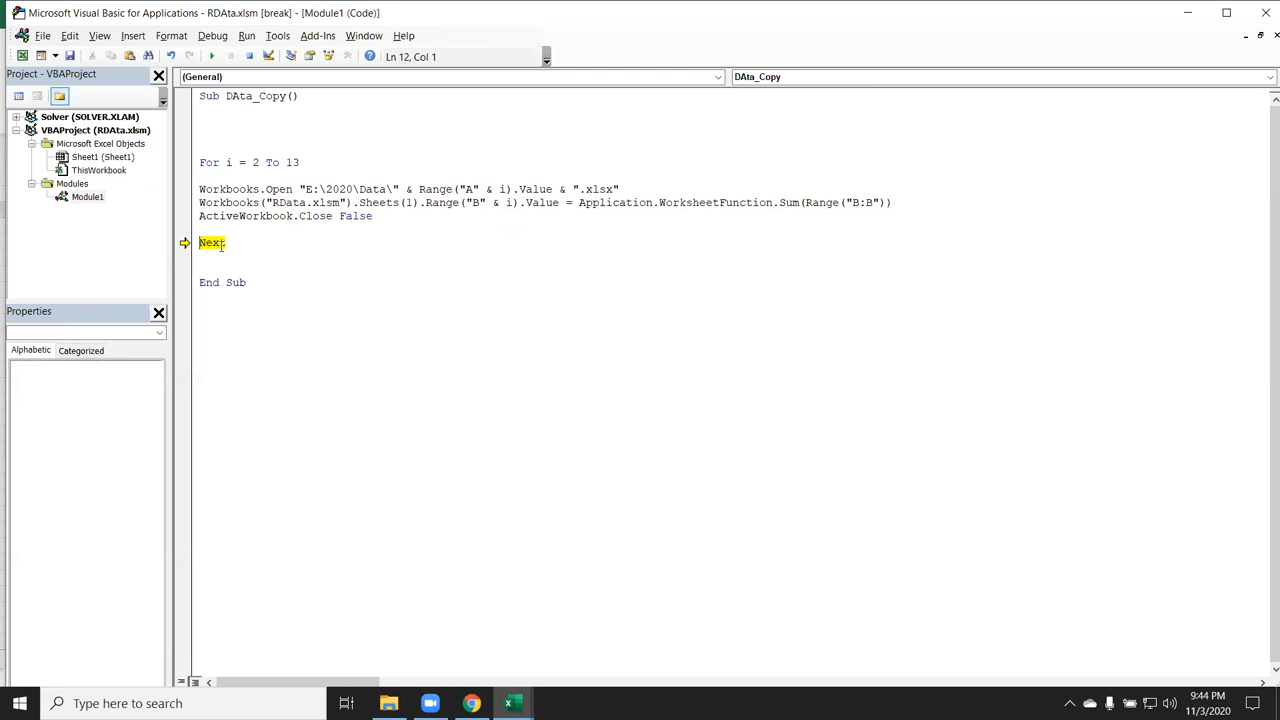 Microsoft Visual Basic for Applications - RDAta.xlsm [break] - [Module1 (Code)]
File Edit View Insert Format Debug Run Tools Add-Ins Window Help
Ln 12, Col 1
Project - VBAProject
(General)
DAta_Copy
Solver (SOLVER.XLAM)
VBAProject (RDAta.xlsm)
Microsoft Excel Objects
Sheet1 (Sheet1)
ThisWorkbook
Modules
Module1
Properties
Alphabetic Categorized
Sub DAta_Copy()
For i = 2 To 13
Workbooks.Open "E:\2020\Data\" & Range("A" & i).Value & ".xlsx"
Workbooks("RData.xlsm").Sheets(1).Range("B" & i).Value = Application.WorksheetFunction.Sum(Range("B:B"))
ActiveWorkbook.Close False
Next
End Sub
Type here to search
9:44 PM
11/3/2020